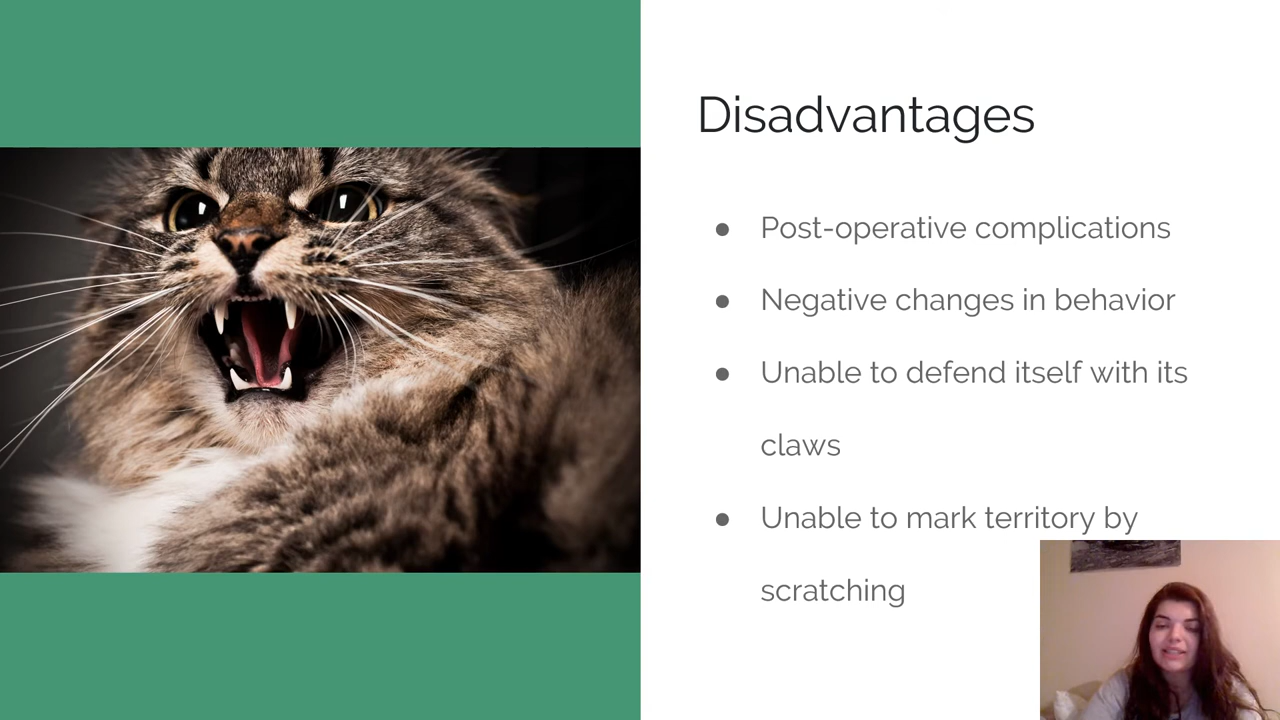 Disadvantages
● Post-operative complications
● Negative changes in behavior
● Unable to defend itself with its
claws
● Unable to mark territory by
scratching